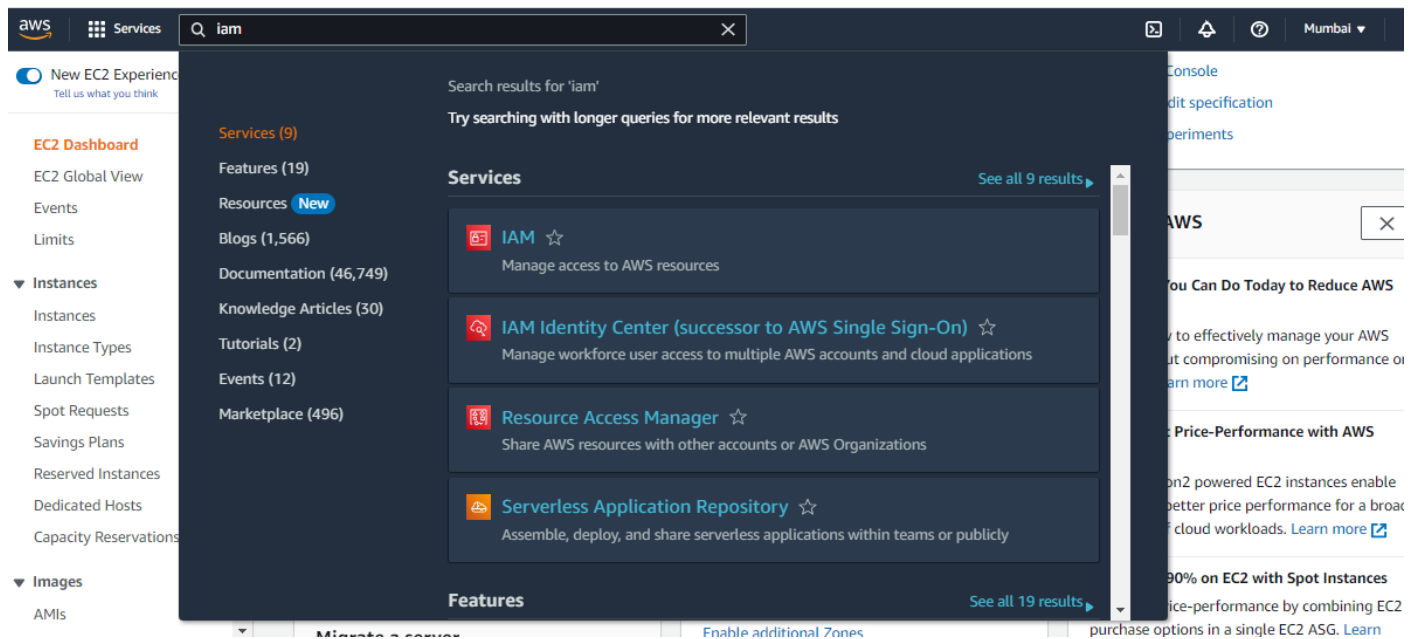 aws
Services
iam
Mumbai
New EC2 Experience
Tell us what you think
EC2 Dashboard
EC2 Global View
Events
Limits
Instances
Instances
Instance Types
Launch Templates
Spot Requests
Savings Plans
Reserved Instances
Dedicated Hosts
Capacity Reservations
Images
AMIs
Services (9)
Features (19)
Resources New
Blogs (1,566)
Documentation (46,749)
Knowledge Articles (30)
Tutorials (2)
Events (12)
Marketplace (496)
Search results for 'iam'
Try searching with longer queries for more relevant results
Services
See all 9 results
IAM
Manage access to AWS resources
IAM Identity Center (successor to AWS Single Sign-On)
Manage workforce user access to multiple AWS accounts and cloud applications
Resource Access Manager
Share AWS resources with other accounts or AWS Organizations
Serverless Application Repository
Assemble, deploy, and share serverless applications within teams or publicly
Features
See all 19 results
Migrate a server
Enable additional Zones
Console
dit specification
periments
AWS
You Can Do Today to Reduce AWS
to effectively manage your AWS
ut compromising on performance or
arn more
: Price-Performance with AWS
on2 powered EC2 instances enable
better price performance for a broad
cloud workloads. Learn more
90% on EC2 with Spot Instances
ice-performance by combining EC2
purchase options in a single EC2 ASG. Learn